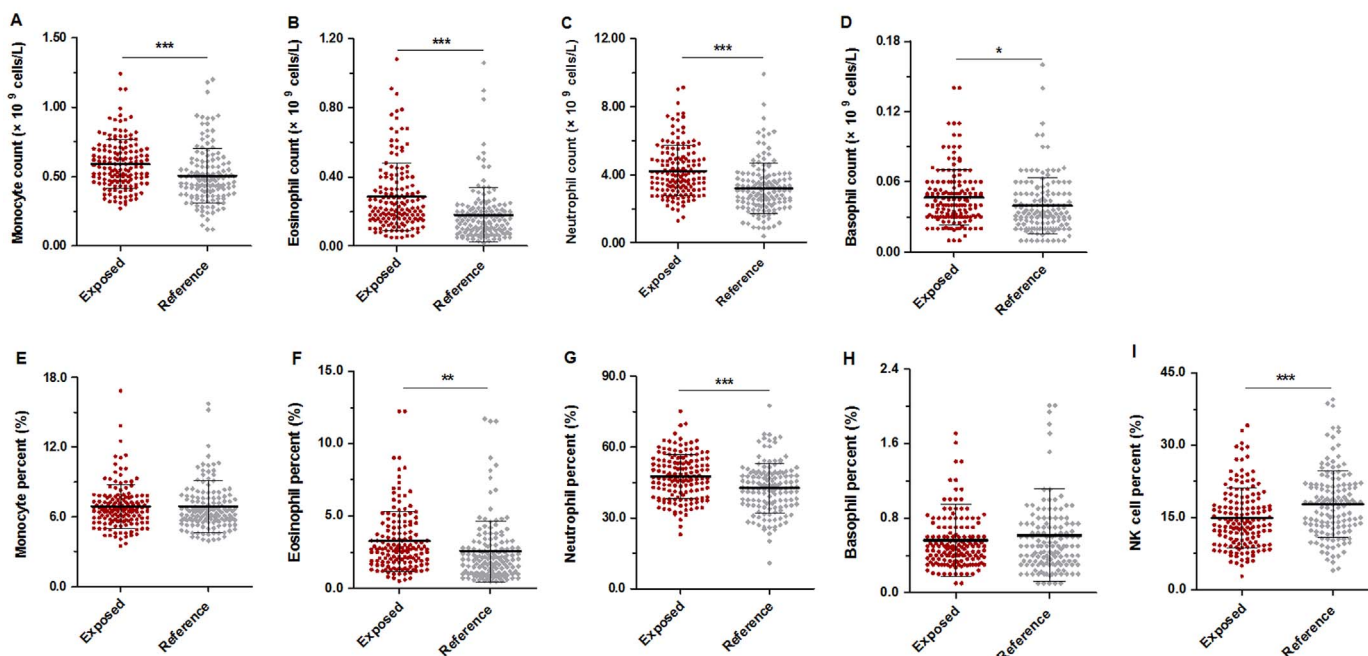 A
Monocyte count (× 10 9 cells/L)
1.50
1.00
0.50
0.00
***
Exposed
Reference
B
Eosinophil count (× 10 9 cells/L)
1.20
0.80
0.40
0.00
***
Exposed
Reference
C
Neutrophil count (× 10 9 cells/L)
12.00
8.00
4.00
0.00
***
Exposed
Reference
D
Basophil count (× 10 9 cells/L)
0.18
0.12
0.06
0.00
*
Exposed
Reference
E
Monocyte percent (%)
18.0
12.0
6.0
0.0
Exposed
Reference
F
Eosinophil percent (%)
15.0
10.0
5.0
0.0
**
Exposed
Reference
G
Neutrophil percent (%)
90.0
60.0
30.0
0.0
***
Exposed
Reference
H
Basophil percent (%)
2.4
1.6
0.8
0.0
Exposed
Reference
I
NK cell percent (%)
45.0
30.0
15.0
0.0
***
Exposed
Reference